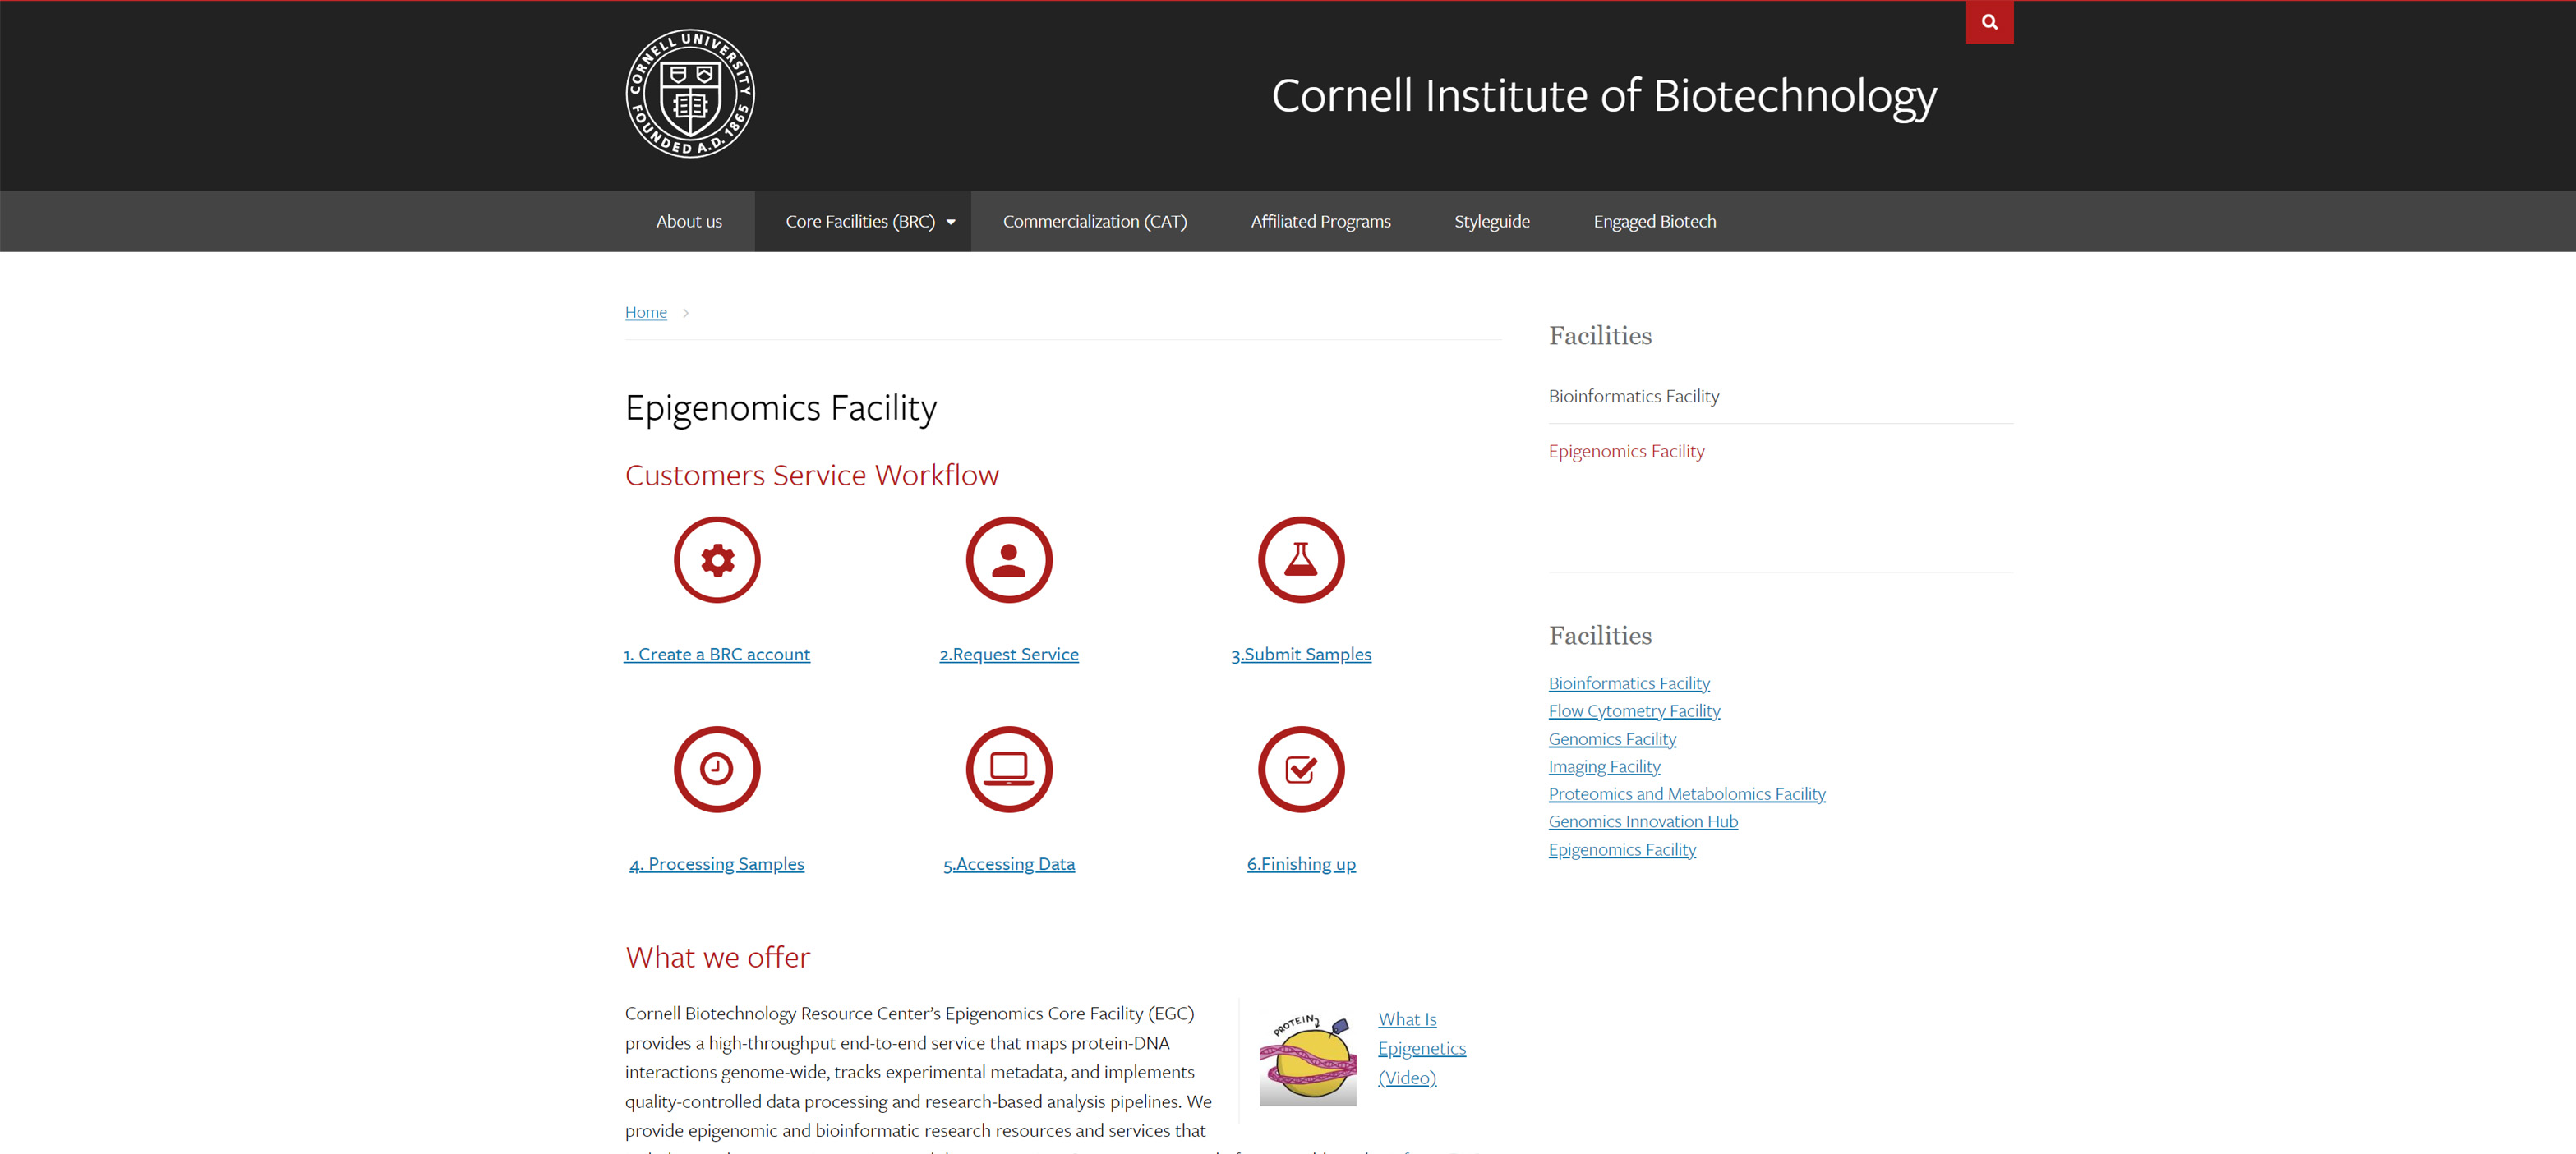 CORNELL UNIVERSITY
FOUNDED A.D. 1865
Cornell Institute of Biotechnology
About us
Core Facilities (BRC)
Commercialization (CAT)
Affiliated Programs
Styleguide
Engaged Biotech
Home
Epigenomics Facility
Customers Service Workflow
1. Create a BRC account
2.Request Service
3.Submit Samples
4. Processing Samples
5.Accessing Data
6.Finishing up
What we offer
Cornell Biotechnology Resource Center’s Epigenomics Core Facility (EGC)
provides a high-throughput end-to-end service that maps protein-DNA
interactions genome-wide, tracks experimental metadata, and implements
quality-controlled data processing and research-based analysis pipelines. We
provide epigenomic and bioinformatic research resources and services that
PROTEIN
What Is
Epigenetics
(Video)
Facilities
Bioinformatics Facility
Epigenomics Facility
Facilities
Bioinformatics Facility
Flow Cytometry Facility
Genomics Facility
Imaging Facility
Proteomics and Metabolomics Facility
Genomics Innovation Hub
Epigenomics Facility